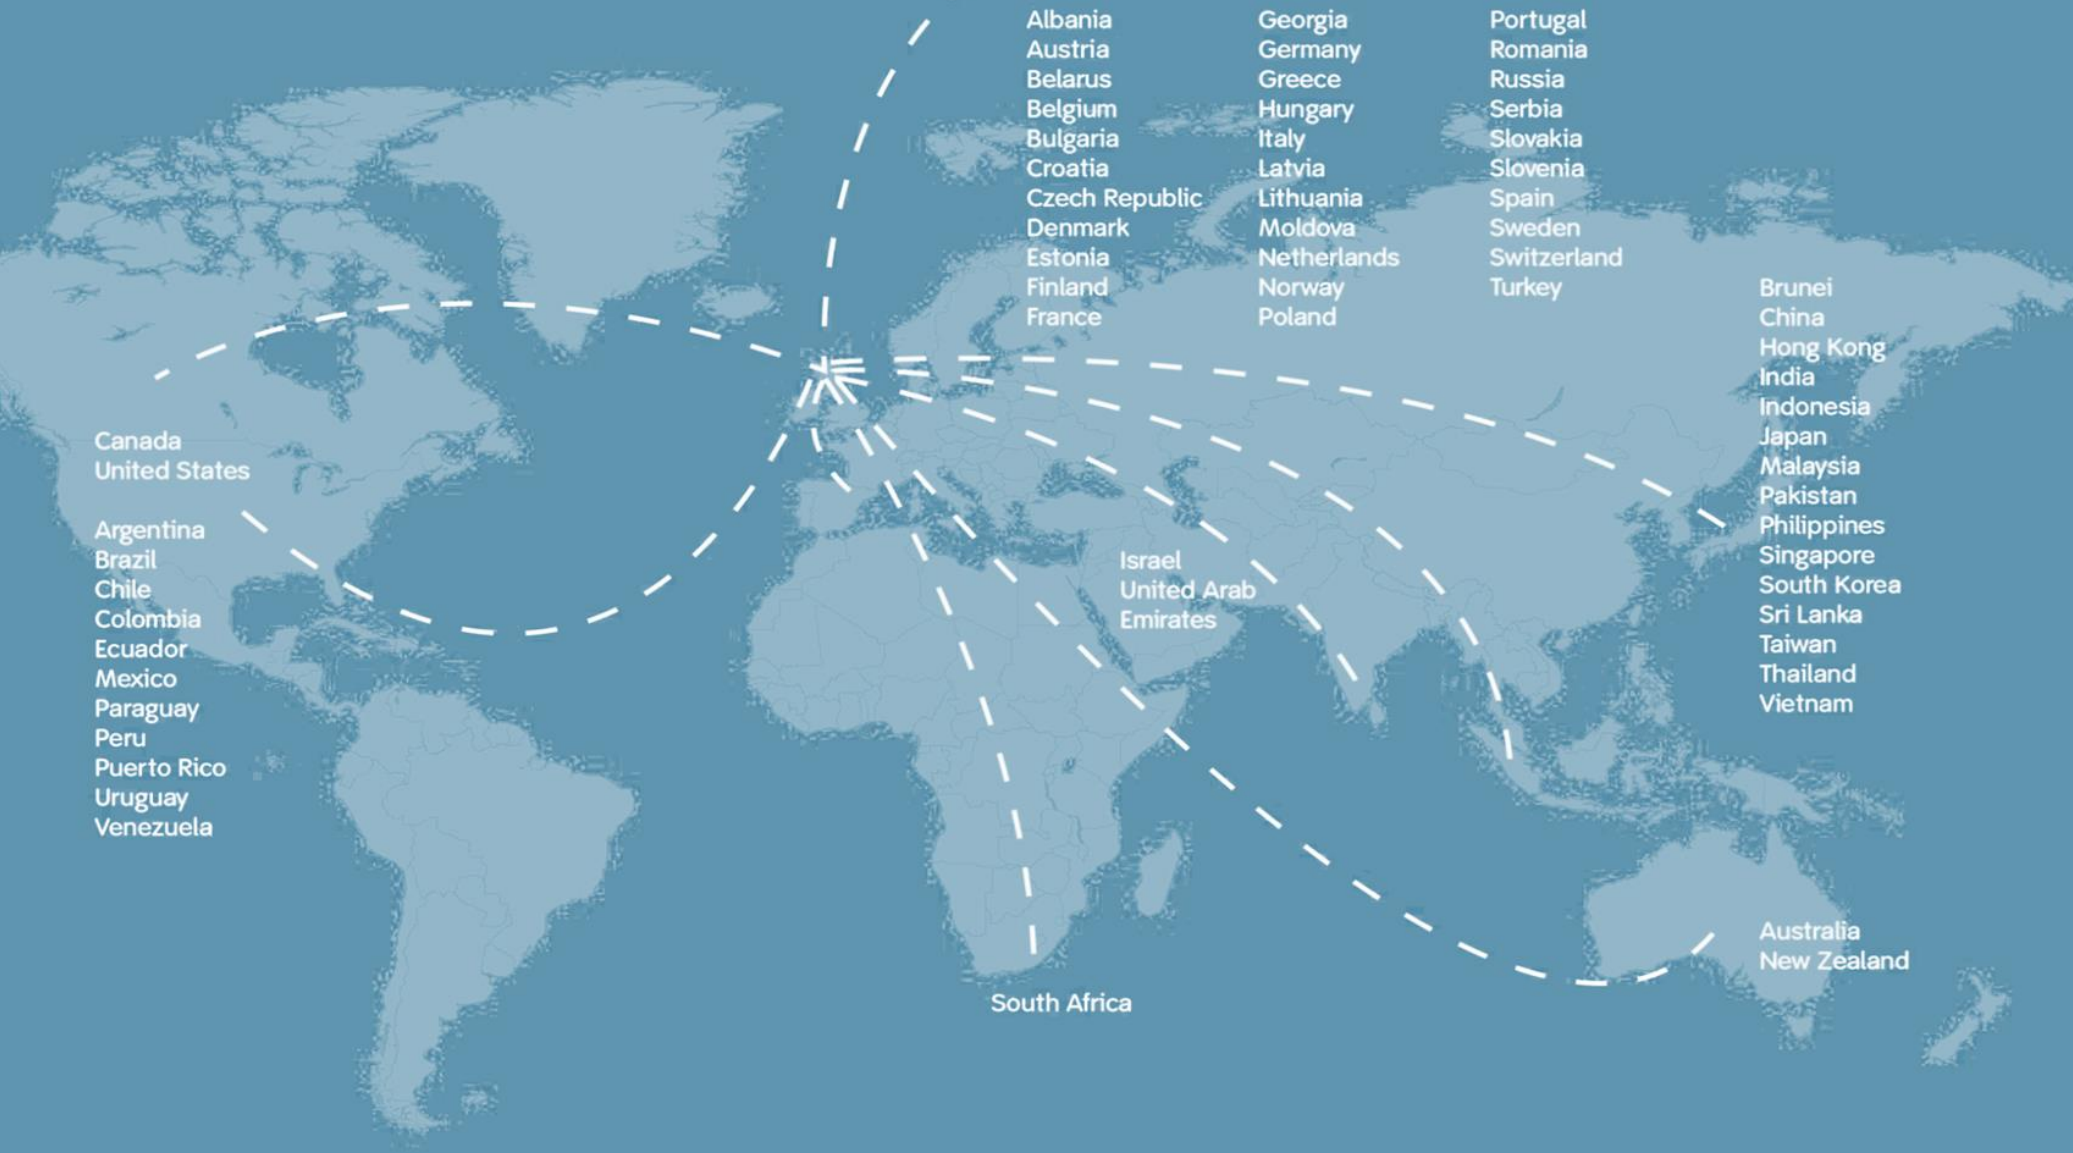 Albania
Austria
Belarus
Belgium
Bulgaria
Croatia
Czech Republic
Denmark
Estonia
Finland
France
Georgia
Germany
Greece
Hungary
Italy
Latvia
Lithuania
Moldova
Netherlands
Norway
Poland
Portugal
Romania
Russia
Serbia
Slovakia
Slovenia
Spain
Sweden
Switzerland
Turkey
Brunei
China
Hong Kong
India
Indonesia
Japan
Malaysia
Pakistan
Philippines
Singapore
South Korea
Sri Lanka
Taiwan
Thailand
Vietnam
Canada
United States
Argentina
Brazil
Chile
Colombia
Ecuador
Mexico
Paraguay
Peru
Puerto Rico
Uruguay
Venezuela
Israel
United Arab
Emirates
Australia
New Zealand
South Africa